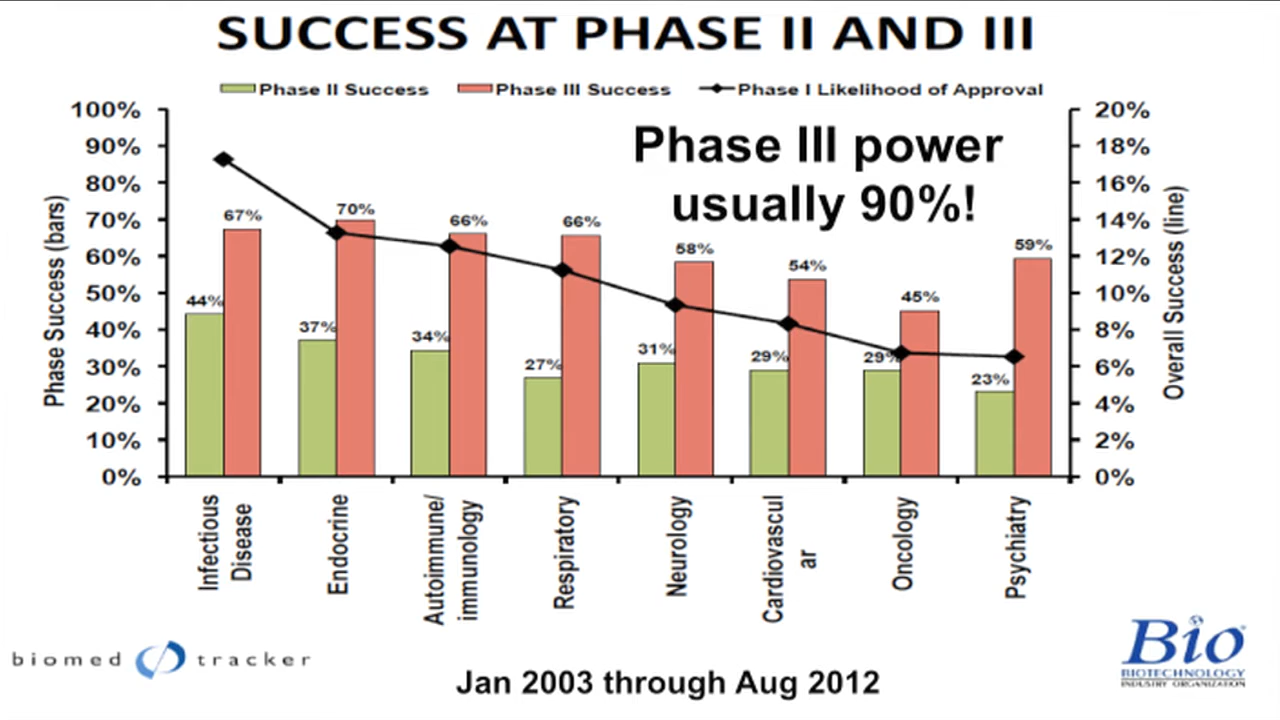 SUCCESS AT PHASE II AND III
Phase II Success
Phase III Success
Phase I Likelihood of Approval
Phase III power
usually 90%!
Phase Success (bars)
100%
90%
80%
70%
60%
50%
40%
30%
20%
10%
0%
44%
67%
37%
70%
34%
66%
27%
66%
31%
58%
29%
54%
29%
45%
23%
59%
20%
18%
16%
14%
12%
10%
8%
6%
4%
2%
0%
Overall Success (line)
Infectious
Disease
Endocrine
Autoimmune/
immunology
Respiratory
Neurology
Cardiovascul
ar
Oncology
Psychiatry
biomed tracker
Jan 2003 through Aug 2012
Bio
BIOTECHNOLOGY
INDUSTRY ORGANIZATION